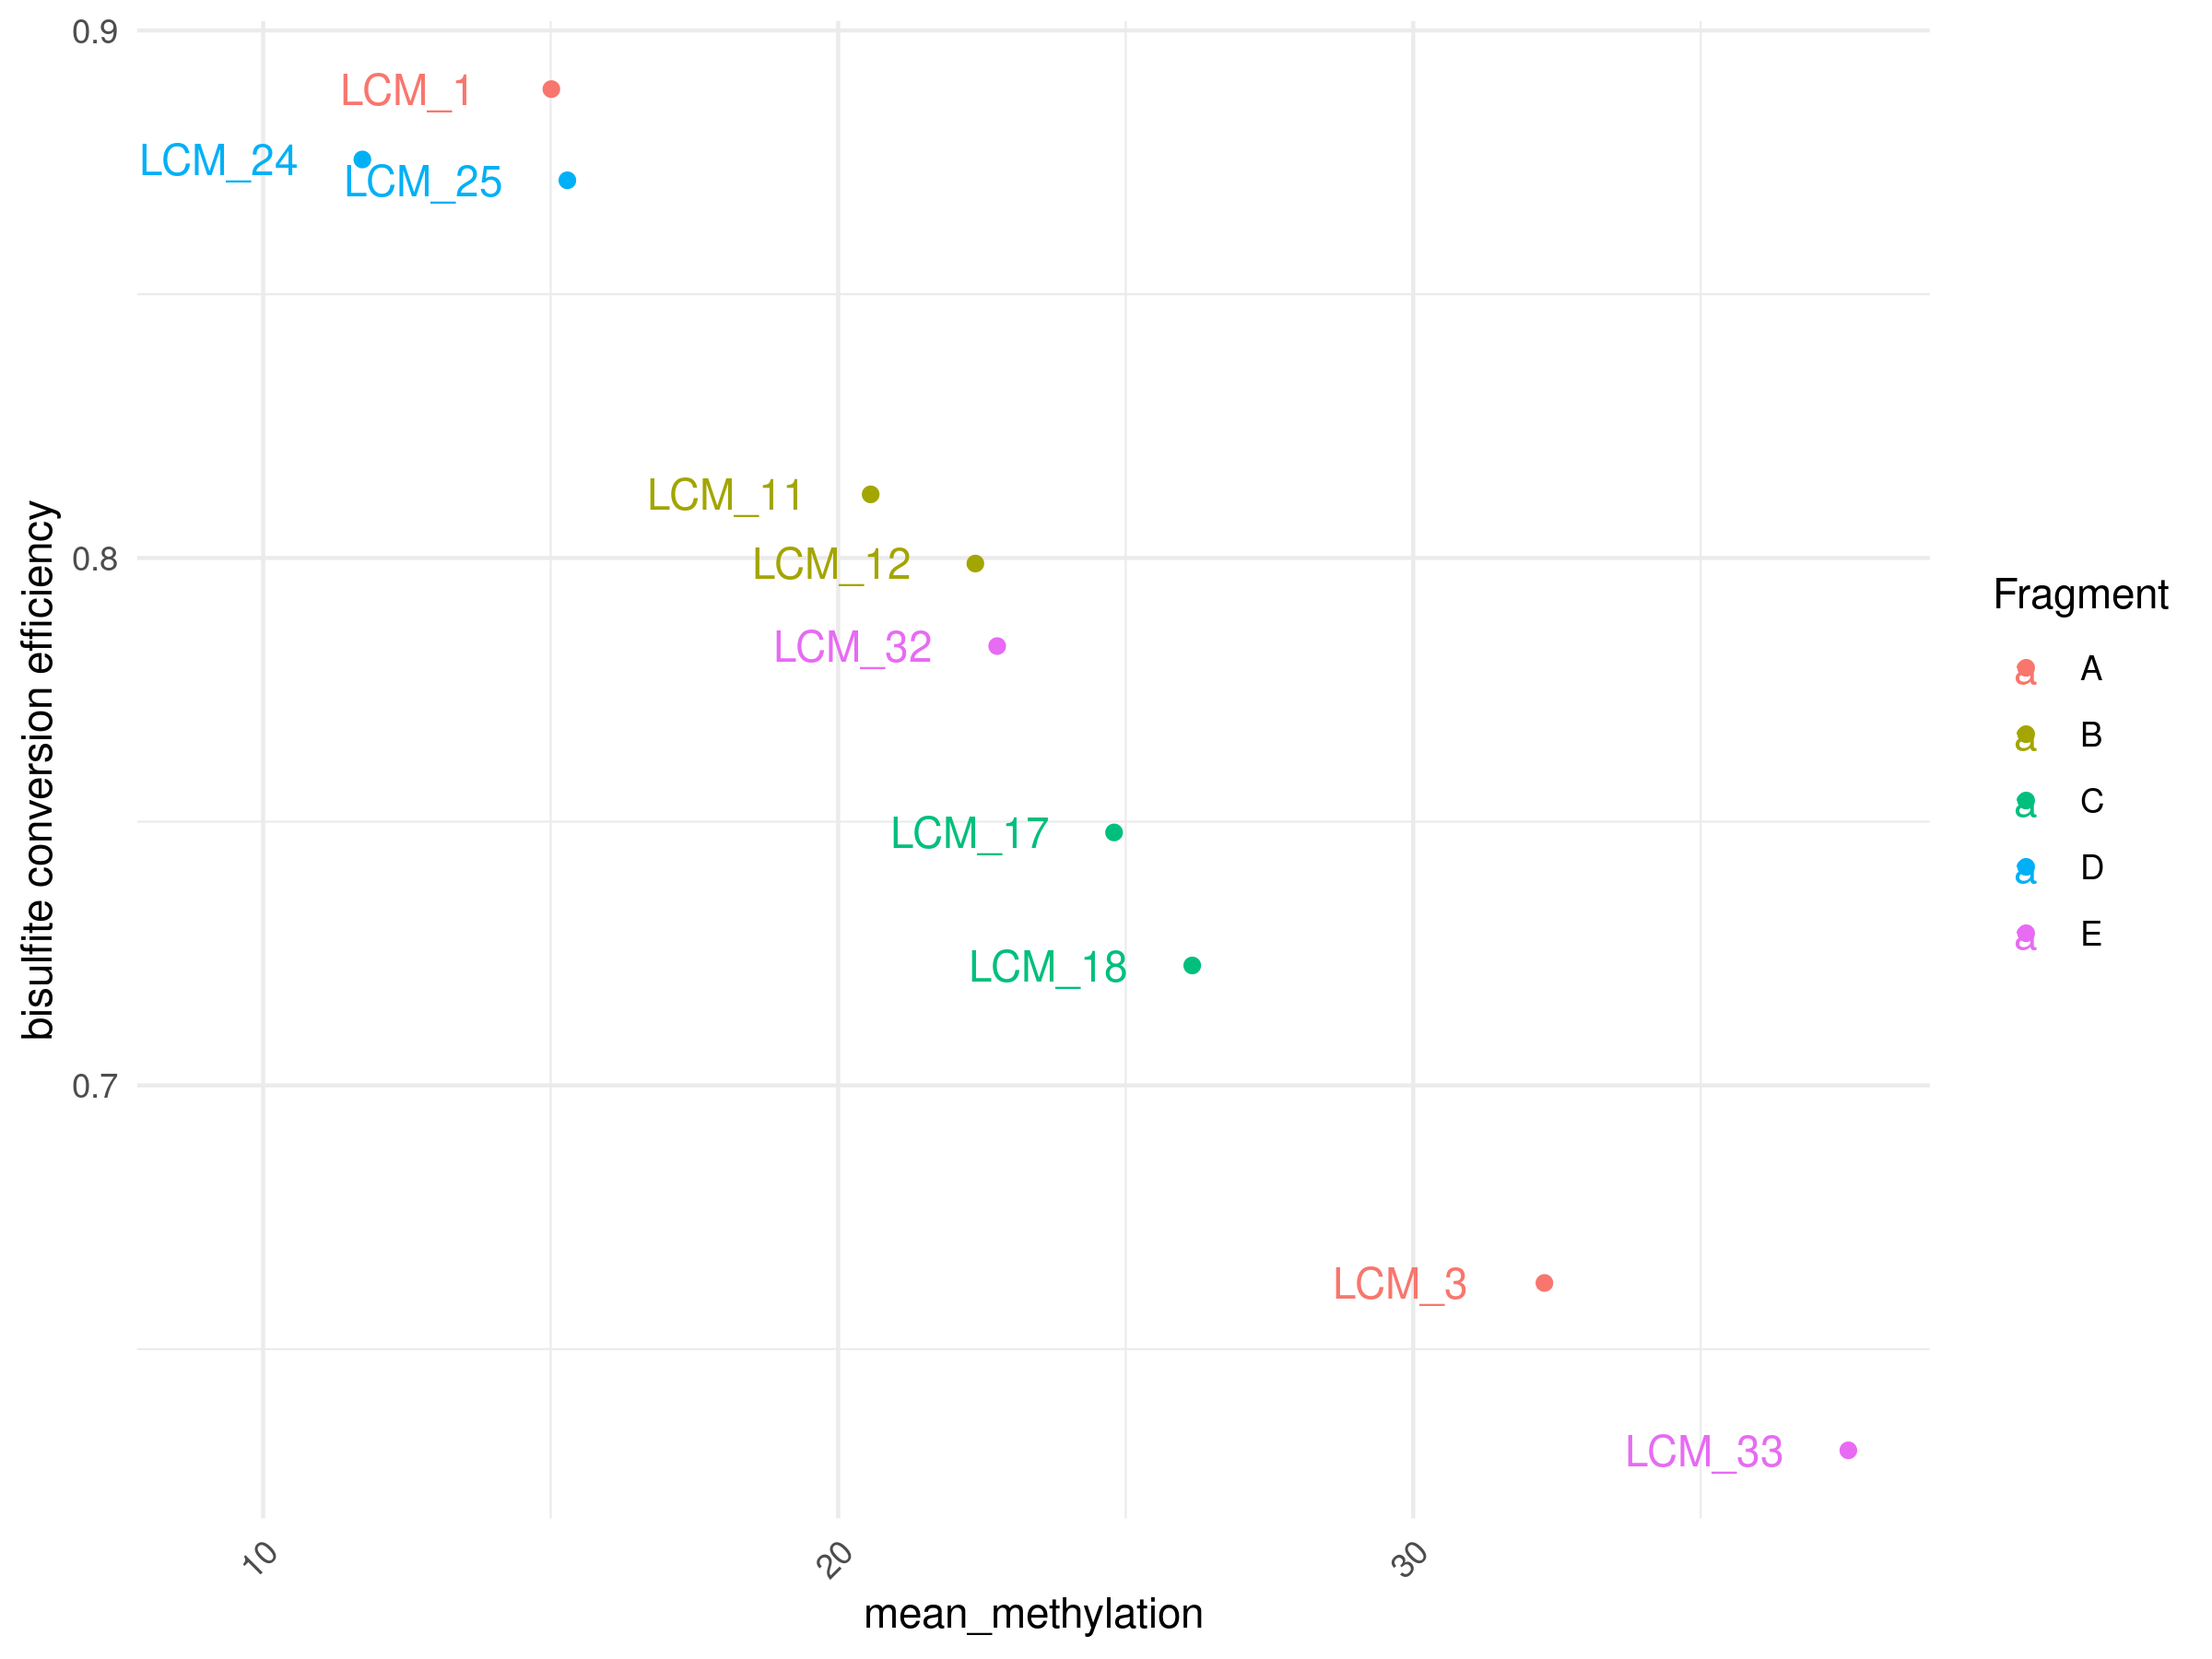 0.9
0.8
0.7
bisulfite conversion efficiency
LCM_1
LCM_24
LCM_25
LCM_11
LCM_12
LCM_32
LCM_17
LCM_18
LCM_3
LCM_33
10
20
30
mean_methylation
Fragment
a A
a B
a C
a D
a E